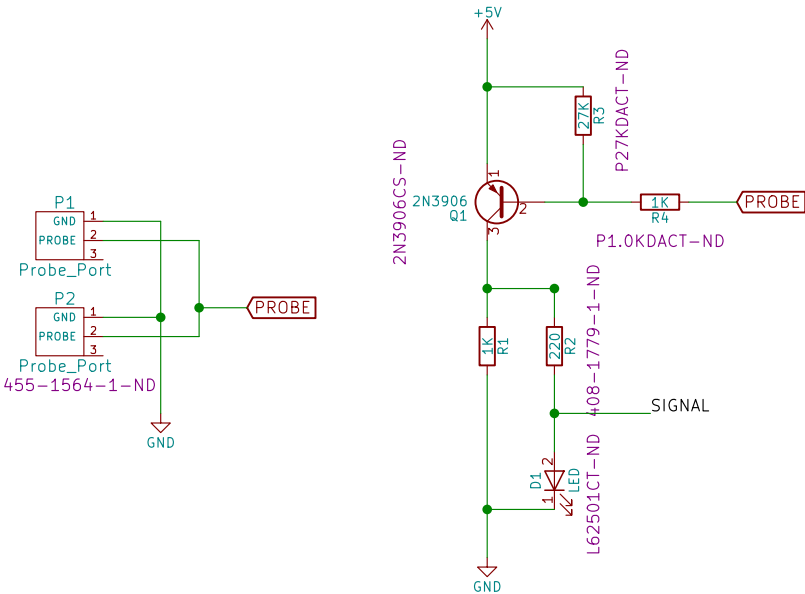 P1
GND 1
PROBE 2
3
Probe_Port
P2
GND 1
PROBE 2
3
Probe_Port
455-1564-1-ND
GND
PROBE
+5V
27K
R3
P27KDACT-ND
2N3906CS-ND
2N3906
Q1
1
2
3
1K
R4
P1.0KDACT-ND
PROBE
1K
R1
220
R2
408-1779-1-ND
SIGNAL
2
D1
LED
1
L62501CT-ND
GND